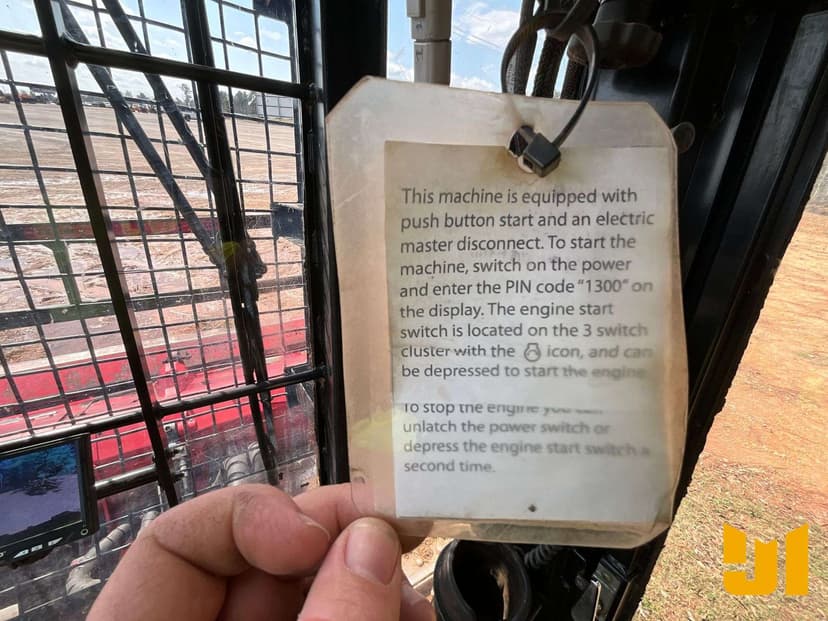 This machine is equipped with
push button start and an electric
master disconnect. To start the
machine, switch on the power
and enter the PIN code "1300" on
the display. The engine start
switch is located on the 3 switch
cluster with the icon, and can
be depressed to start the engine
To stop the engine you can
unlatch the power switch or
depress the engine start switch a
second time.